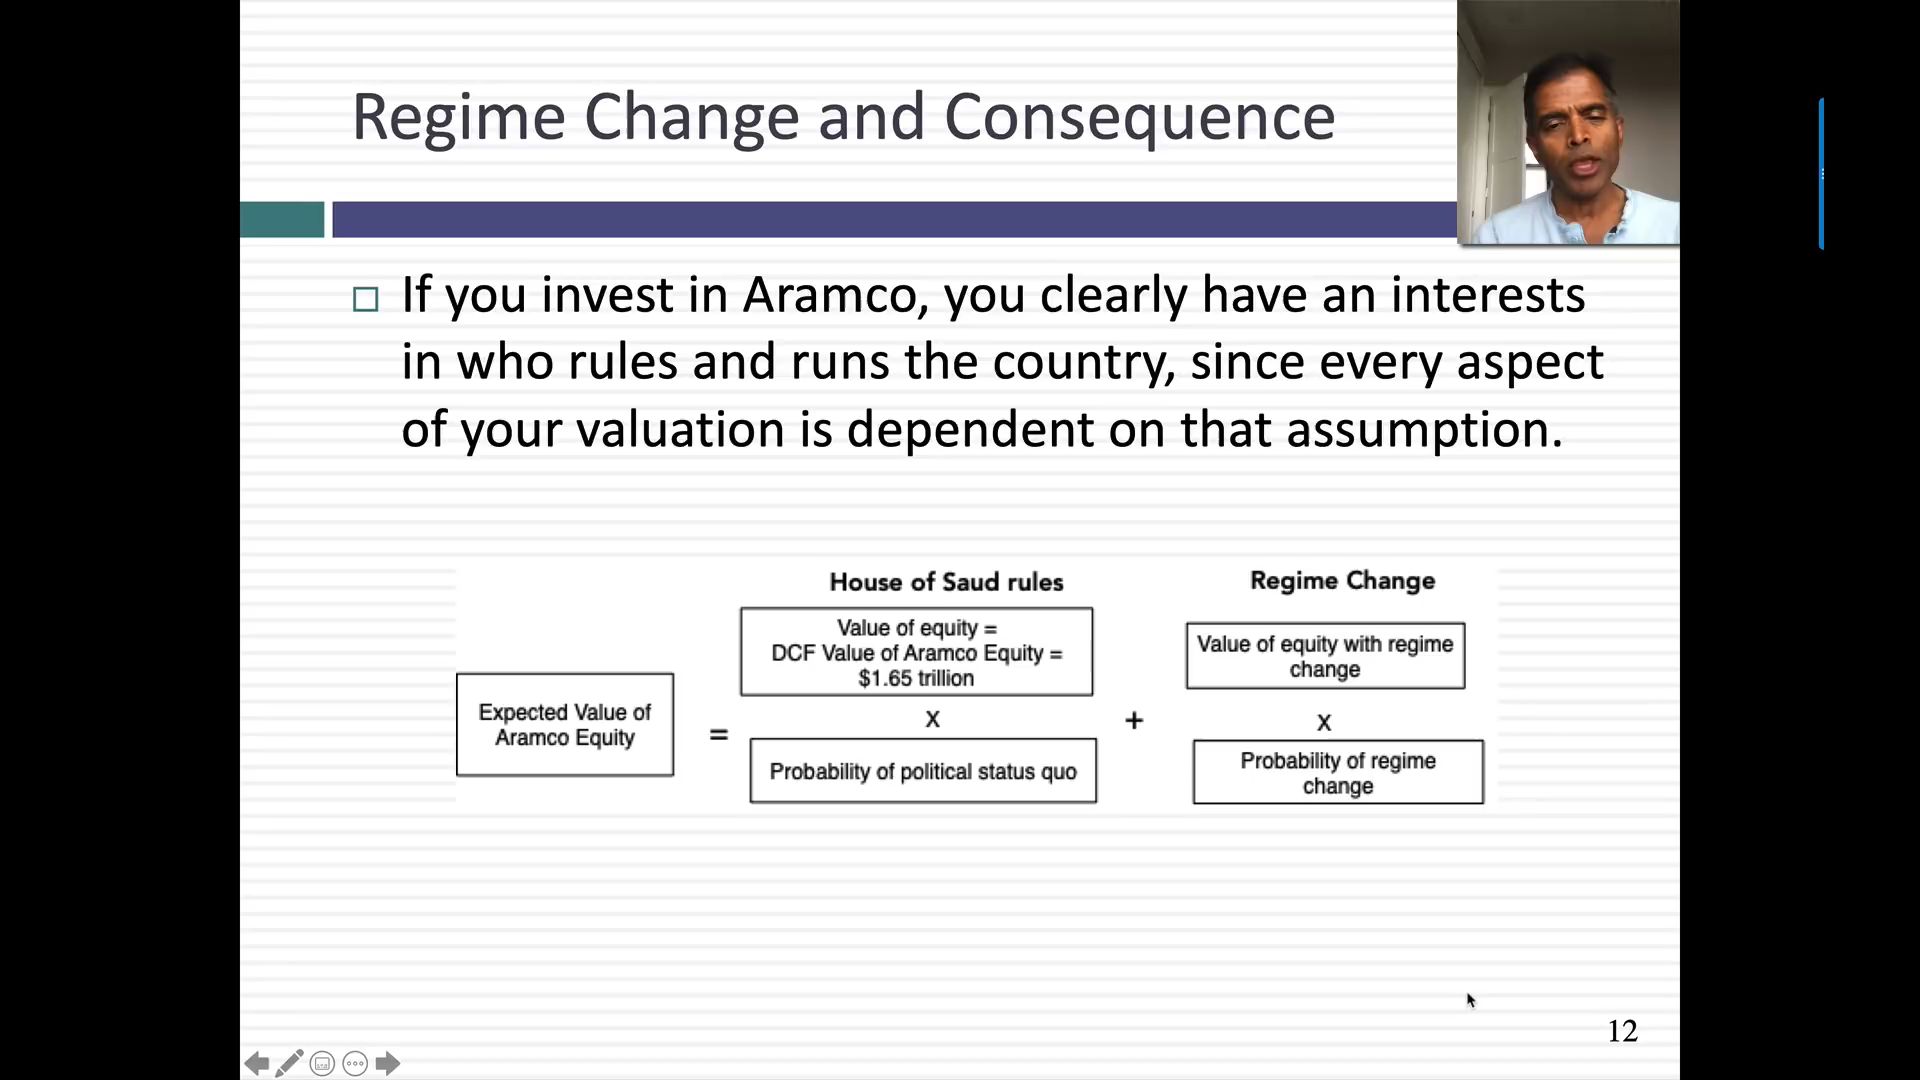 Regime Change and Consequence
If you invest in Aramco, you clearly have an interests
in who rules and runs the country, since every aspect
of your valuation is dependent on that assumption.
House of Saud rules
Regime Change
Value of equity =
DCF Value of Aramco Equity =
$1.65 trillion
Value of equity with regime
change
Expected Value of
Aramco Equity
=
X
+
X
Probability of political status quo
Probability of regime
change
12